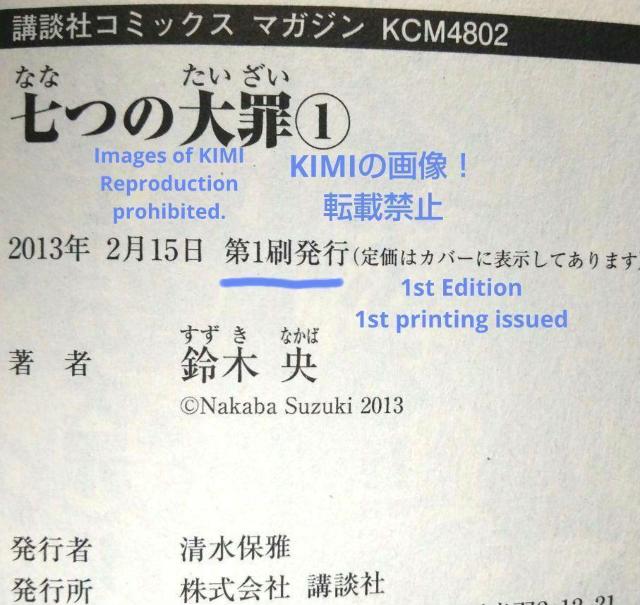 講談社コミックス マガジン KCM4802
なな たい ざい
七つの大罪①
Images of KIMI
Reproduction
prohibited.
KIMIの画像！
転載禁止
2013年 2月15日 第1刷発行(定価はカバーに表示してあります
1st Edition
1st printing issued
すず き なかば
著 者 鈴木 央
©Nakaba Suzuki 2013
発行者 清水保雅
発行所 株式会社 講談社
2-12-21